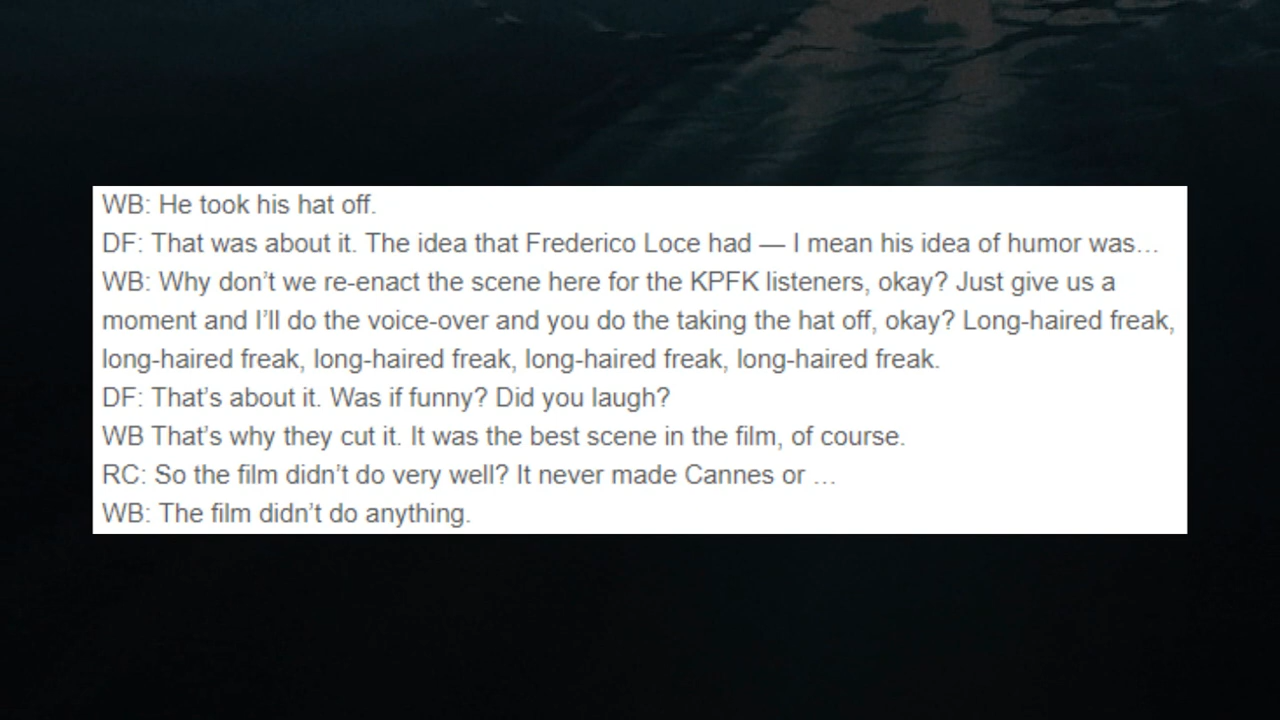 WB: He took his hat off.
DF: That was about it. The idea that Frederico Loce had — I mean his idea of humor was…
WB: Why don’t we re-enact the scene here for the KPFK listeners, okay? Just give us a
moment and I’ll do the voice-over and you do the taking the hat off, okay? Long-haired freak,
long-haired freak, long-haired freak, long-haired freak, long-haired freak.
DF: That’s about it. Was if funny? Did you laugh?
WB That’s why they cut it. It was the best scene in the film, of course.
RC: So the film didn’t do very well? It never made Cannes or …
WB: The film didn’t do anything.